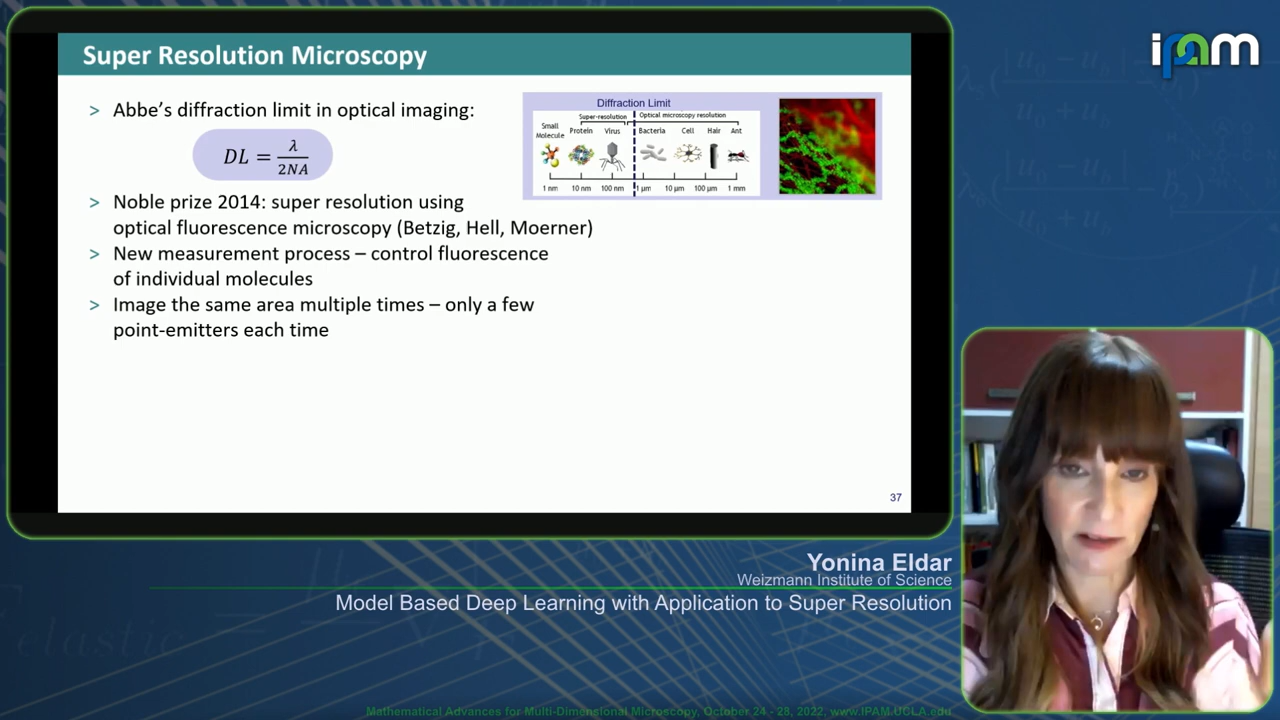 Super Resolution Microscopy
ipam
> Abbe's diffraction limit in optical imaging:
DL = λ / 2NA
Diffraction Limit
Super-resolution
Optical microscopy resolution
Small Molecule
Protein
Virus
Bacteria
Cell
Hair
Ant
1 nm
10 nm
100 nm
1 μm
10 μm
100 μm
1 mm
> Noble prize 2014: super resolution using
optical fluorescence microscopy (Betzig, Hell, Moerner)
> New measurement process – control fluorescence
of individual molecules
> Image the same area multiple times – only a few
point-emitters each time
37
Yonina Eldar
Weizmann Institute of Science
Model Based Deep Learning with Application to Super Resolution
elastic
Mathematical Advances for Multi-Dimensional Microscopy, October 24 - 28, 2022, www.IPAM.UCLA.edu